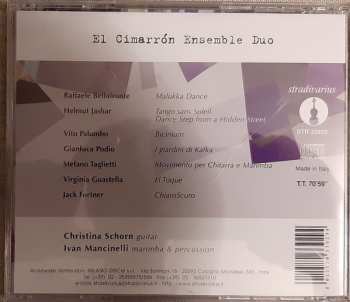 El Cimarrón Ensemble Duo
stradivarius
Raffaele Bellafronte Malakka Dance
Helmut Jasbar Tango sans Soleil
Dance Step from a Hidden Street
Vito Palumbo Bicinium
Gianluca Podio I giardini di Kafka
Stefano Taglietti Movimento per Chitarra e Marimba
Virginia Guastella El Toque
Jack Fortner ChiaroScuro
STR
Made in Italy
T.T. 70'59"
Christina Schorn guitar
Ivan Mancinelli marimba & percussion